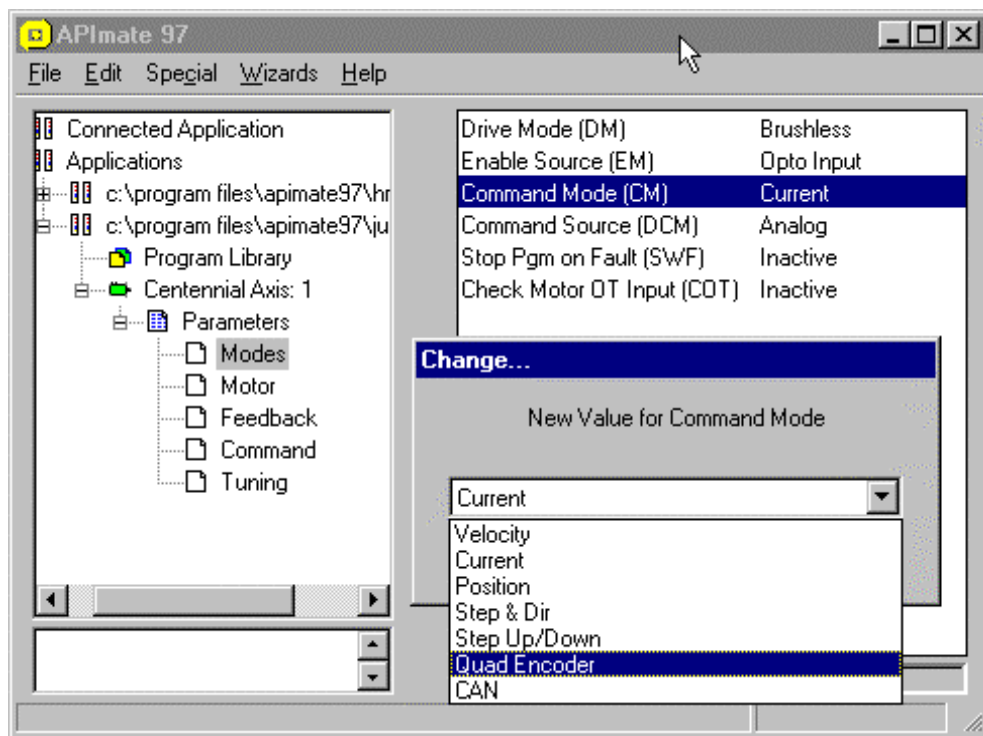 APImate 97
File Edit Special Wizards Help
Connected Application
Applications
c:\program files\apimate97\hr
c:\program files\apimate97\ju
Program Library
Centennial Axis: 1
Parameters
Modes
Motor
Feedback
Command
Tuning
Drive Mode (DM) Brushless
Enable Source (EM) Opto Input
Command Mode (CM) Current
Command Source (DCM) Analog
Stop Pgm on Fault (SWF) Inactive
Check Motor OT Input (COT) Inactive
Change...
New Value for Command Mode
Current
Velocity
Current
Position
Step & Dir
Step Up/Down
Quad Encoder
CAN